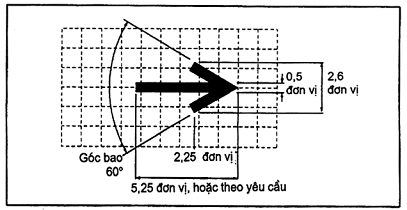 0,5
đơn vị
2,6
đơn vị
Góc bao
60°
2,25 đơn vị
5,25 đơn vị, hoặc theo yêu cầu